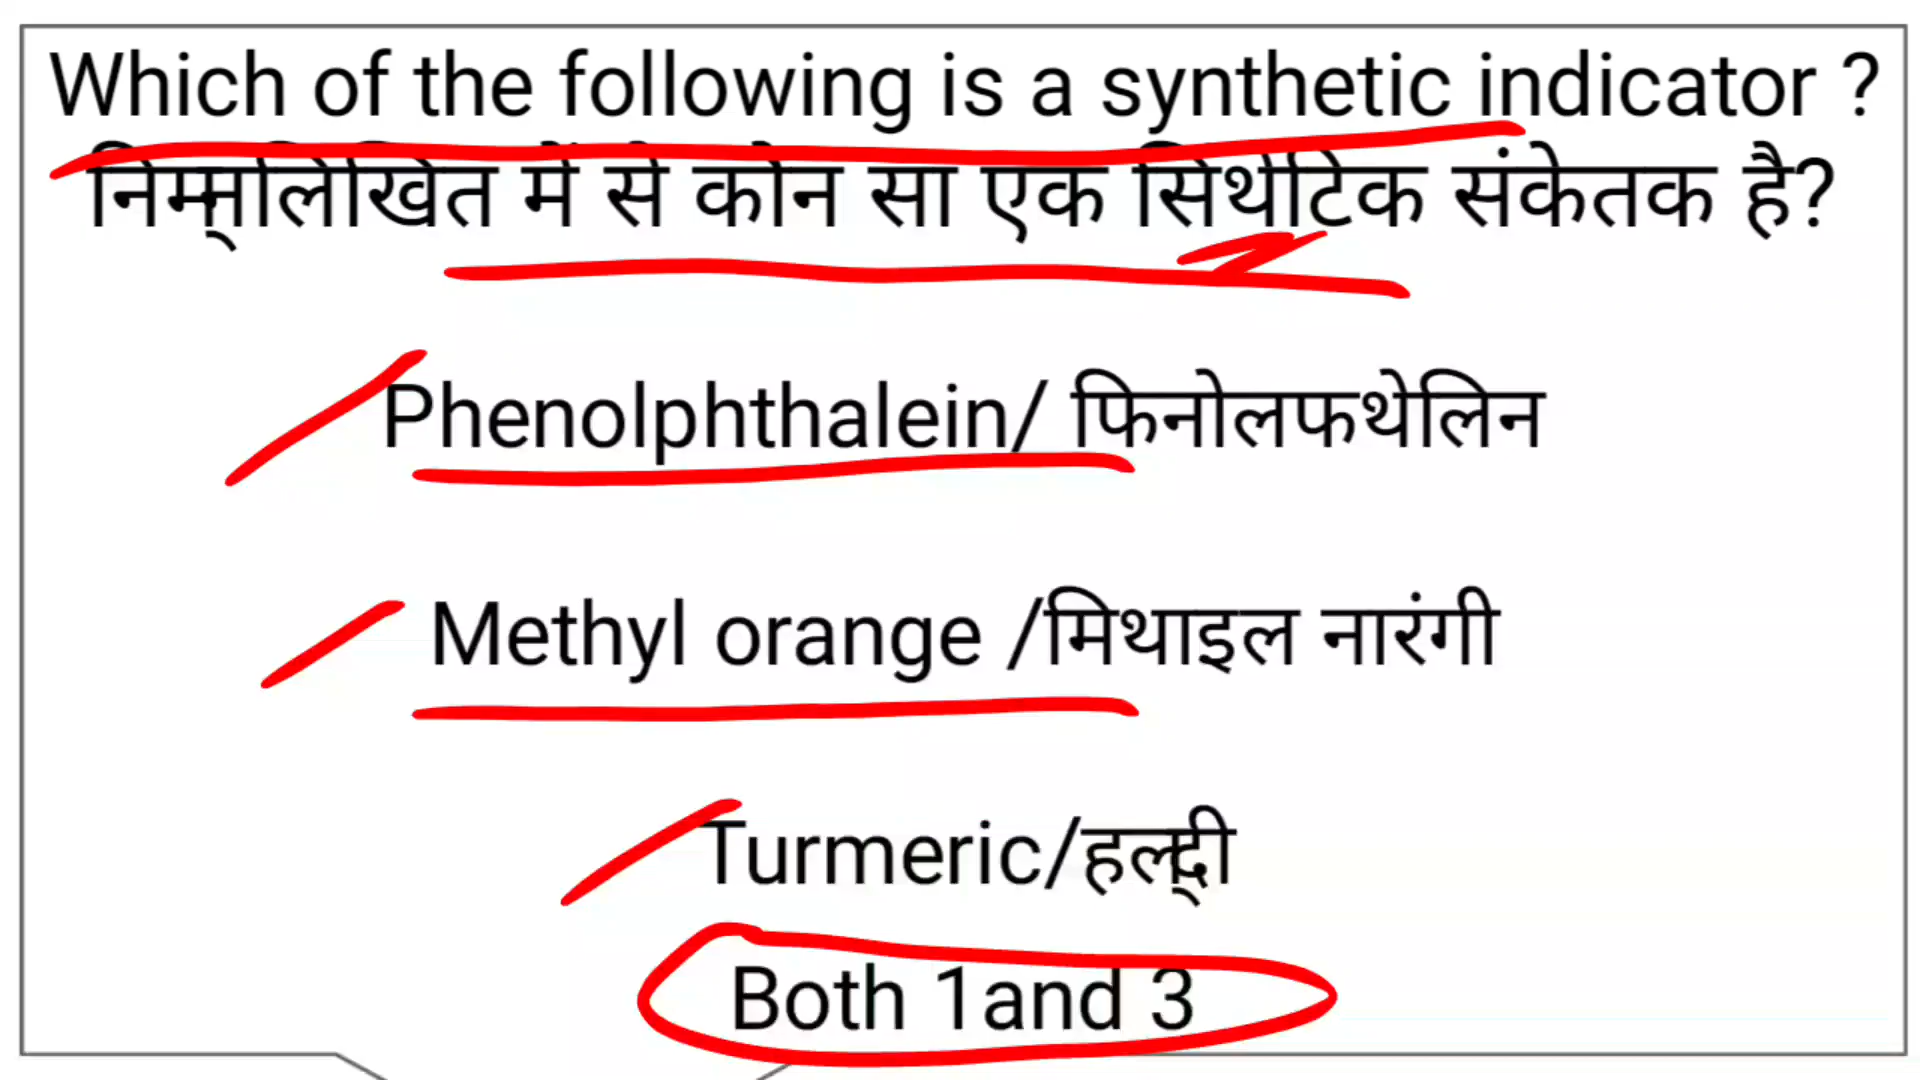 Which of the following is a synthetic indicator ?
निम्म्नलिखित में से कौन सा एक सिंथेटिक संकेतक है?
Phenolphthalein/ फिनोलफथेलिन
Methyl orange /मिथाइल नारंगी
Turmeric/हल्द्दी
Both 1and 3